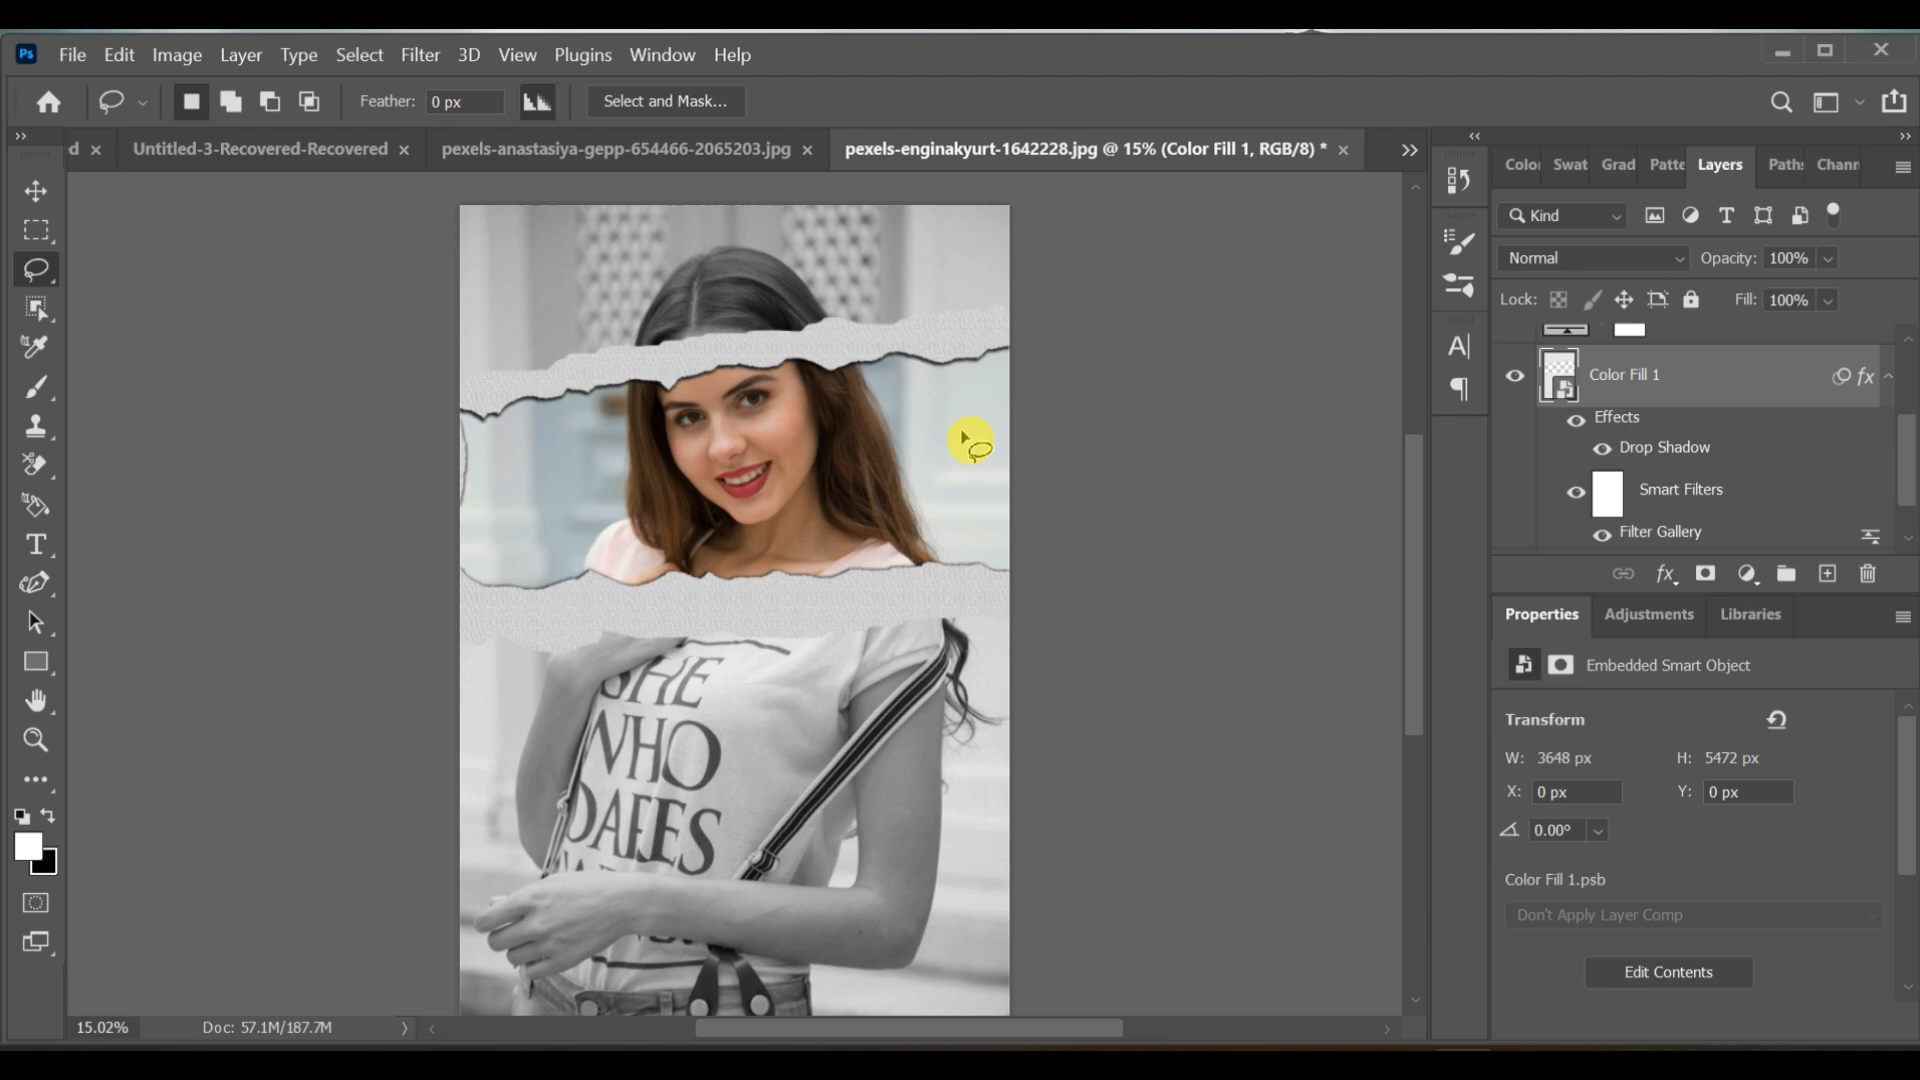 Ps File Edit Image Layer Type Select Filter 3D View Plugins Window Help
Feather: 0 px Select and Mask...
d × Untitled-3-Recovered-Recovered × pexels-anastasiya-gepp-654466-2065203.jpg × pexels-enginakyurt-1642228.jpg @ 15% (Color Fill 1, RGB/8) * ×
Color Swat Grad Patte Layers Paths Chann
Kind
Normal Opacity: 100%
Lock: Fill: 100%
Color Fill 1 fx
Effects
Drop Shadow
Smart Filters
Filter Gallery
fx
Properties Adjustments Libraries
Embedded Smart Object
Transform
W: 3648 px H: 5472 px
X: 0 px Y: 0 px
0.00°
Color Fill 1.psb
Don't Apply Layer Comp
Edit Contents
SHE
WHO
15.02% Doc: 57.1M/187.7M